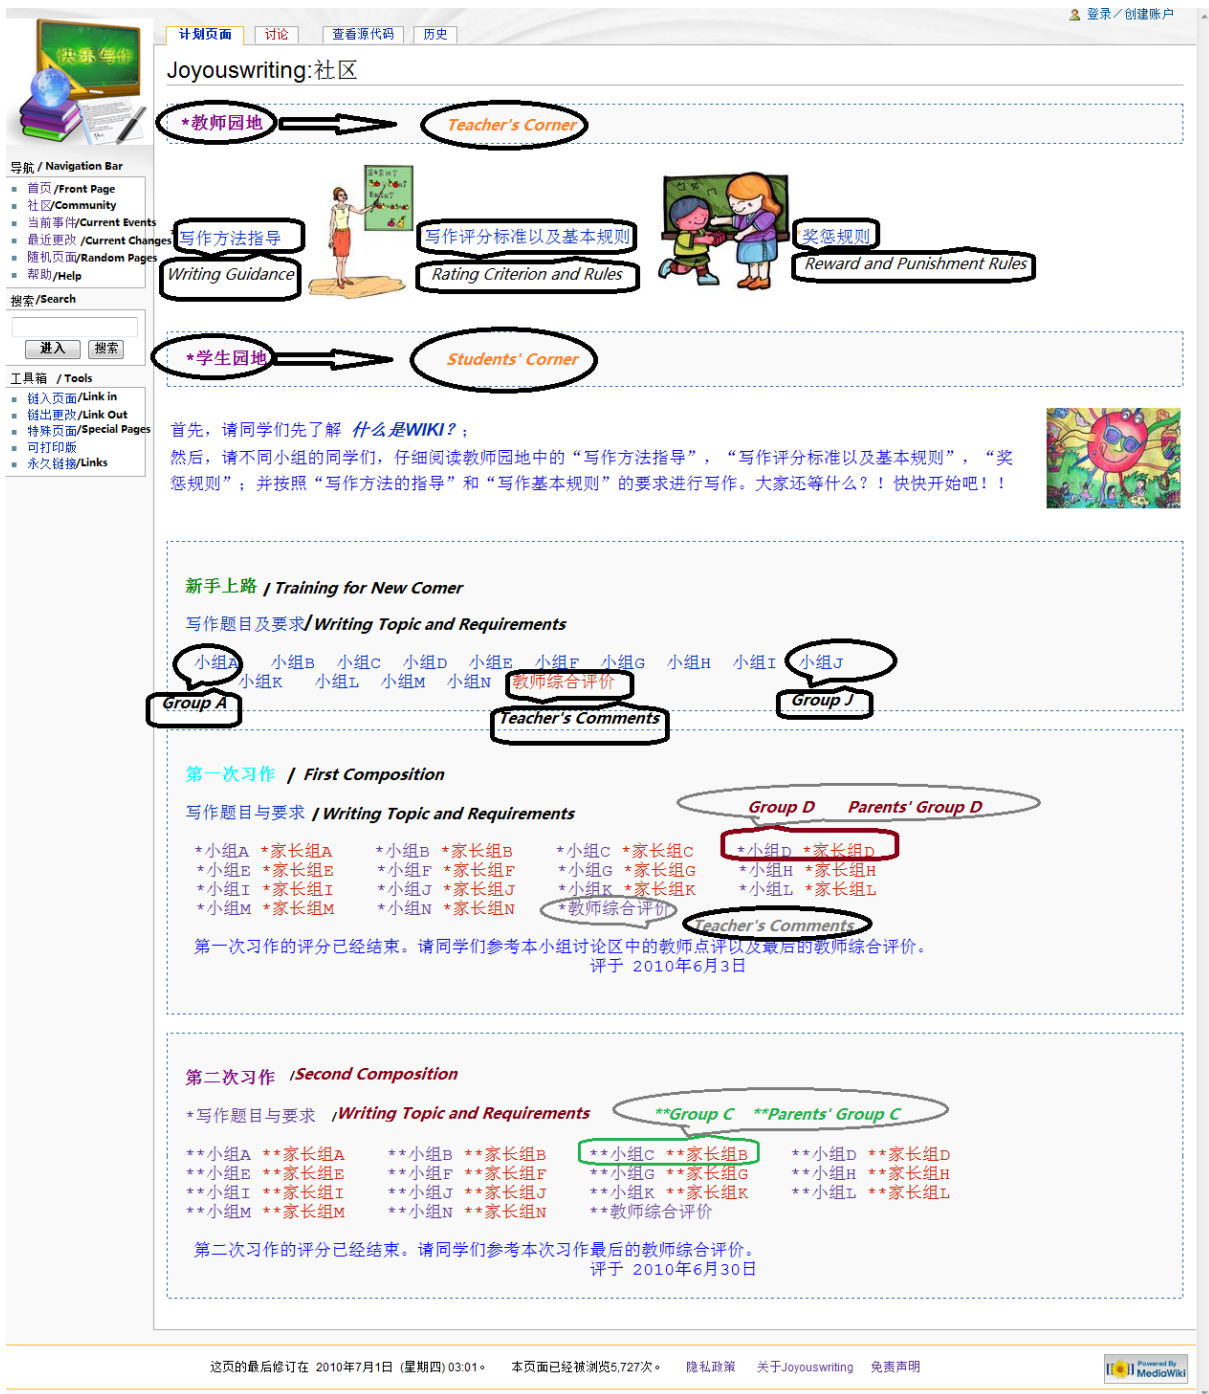 登录／创建账户
快乐写作
计划页面 讨论 查看源代码 历史
Joyouswriting:社区
*教师园地 Teacher's Corner
导航 / Navigation Bar
首页 /Front Page
社区/Community
当前事件/Current Events
最近更改 /Current Changes
随机页面/Random Pages
帮助/Help
搜索/Search
进入 搜索
工具箱 / Tools
链入页面/Link in
链出更改/Link Out
特殊页面/Special Pages
可打印版
永久链接/Links
*写作方法指导 *写作评分标准以及基本规则 *奖惩规则
Writing Guidance Rating Criterion and Rules Reward and Punishment Rules
*学生园地 Students' Corner
首先，请同学们先了解 什么是WIKI？；
然后，请不同小组的同学们，仔细阅读教师园地中的“写作方法指导”，“写作评分标准以及基本规则”，“奖
惩规则”；并按照“写作方法的指导”和“写作基本规则”的要求进行写作。大家还等什么？！快快开始吧！！
新手上路 / Training for New Comer
写作题目及要求/ Writing Topic and Requirements
小组A 小组B 小组C 小组D 小组E 小组F 小组G 小组H 小组I 小组J
小组K 小组L 小组M 小组N 教师综合评价
Group A Teacher's Comments Group J
第一次习作 / First Composition
写作题目与要求 / Writing Topic and Requirements
Group D Parents' Group D
*小组A *家长组A *小组B *家长组B *小组C *家长组C *小组D *家长组D
*小组E *家长组E *小组F *家长组F *小组G *家长组G *小组H *家长组H
*小组I *家长组I *小组J *家长组J *小组K *家长组K *小组L *家长组L
*小组M *家长组M *小组N *家长组N *教师综合评价
Teacher's Comments
第一次习作的评分已经结束。请同学们参考本小组讨论区中的教师点评以及最后的教师综合评价。
评于 2010年6月3日
第二次习作 /Second Composition
*写作题目与要求 /Writing Topic and Requirements
**Group C **Parents' Group C
**小组A **家长组A **小组B **家长组B **小组C **家长组B **小组D **家长组D
**小组E **家长组E **小组F **家长组F **小组G **家长组G **小组H **家长组H
**小组I **家长组I **小组J **家长组J **小组K **家长组K **小组L **家长组L
**小组M **家长组M **小组N **家长组N **教师综合评价
第二次习作的评分已经结束。请同学们参考本次习作最后的教师综合评价。
评于 2010年6月30日
这页的最后修订在 2010年7月1日 (星期四) 03:01。 本页面已经被浏览5,727次。 隐私政策 关于Joyouswriting 免责声明
Powered By
MediaWiki